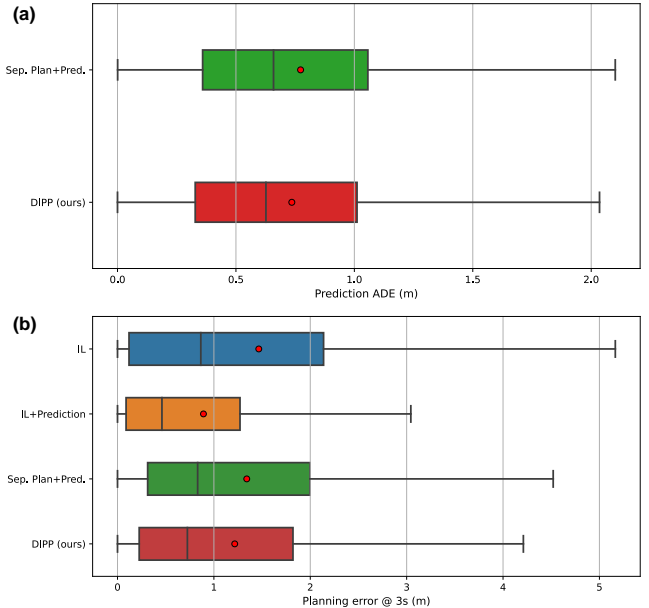 (a)
Sep. Plan+Pred.
DIPP (ours)
0.0 0.5 1.0 1.5 2.0
Prediction ADE (m)
(b)
IL
IL+Prediction
Sep. Plan+Pred.
DIPP (ours)
0 1 2 3 4 5
Planning error @ 3s (m)